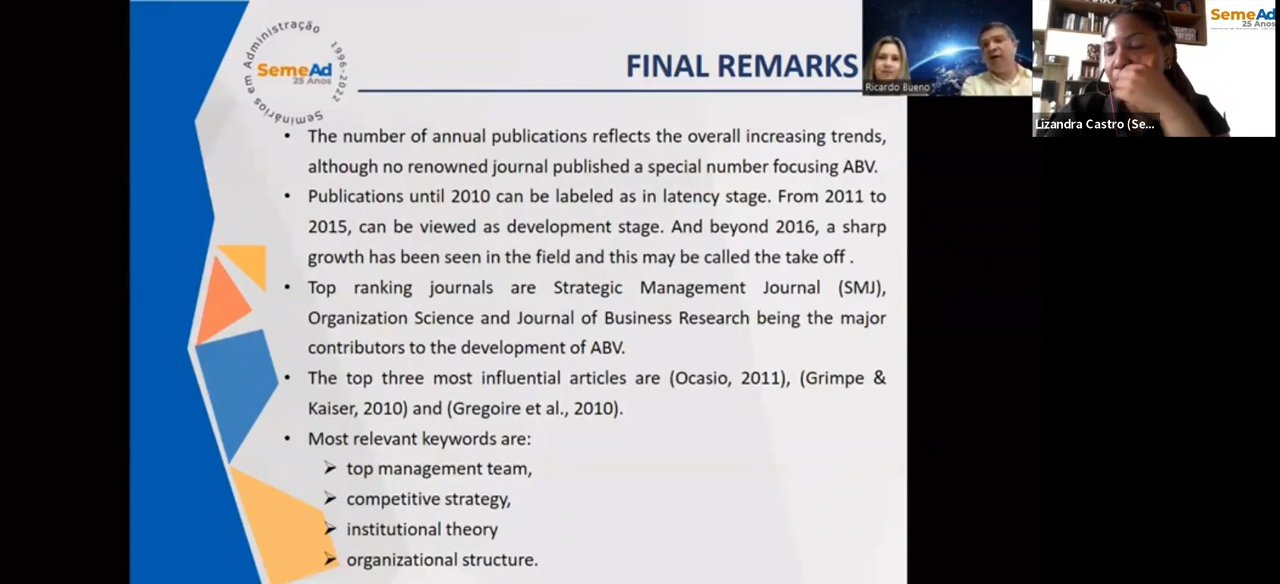 Seminários em Administração
1996-2022
SemeAd
25 Anos
FINAL REMARKS
Ricardo Bueno
SemeAd
25 Anos
Lizandra Castro (Se...
• The number of annual publications reflects the overall increasing trends,
although no renowned journal published a special number focusing ABV.
• Publications until 2010 can be labeled as in latency stage. From 2011 to
2015, can be viewed as development stage. And beyond 2016, a sharp
growth has been seen in the field and this may be called the take off .
• Top ranking journals are Strategic Management Journal (SMJ),
Organization Science and Journal of Business Research being the major
contributors to the development of ABV.
• The top three most influential articles are (Ocasio, 2011), (Grimpe &
Kaiser, 2010) and (Gregoire et al., 2010).
• Most relevant keywords are:
➢ top management team,
➢ competitive strategy,
➢ institutional theory
➢ organizational structure.